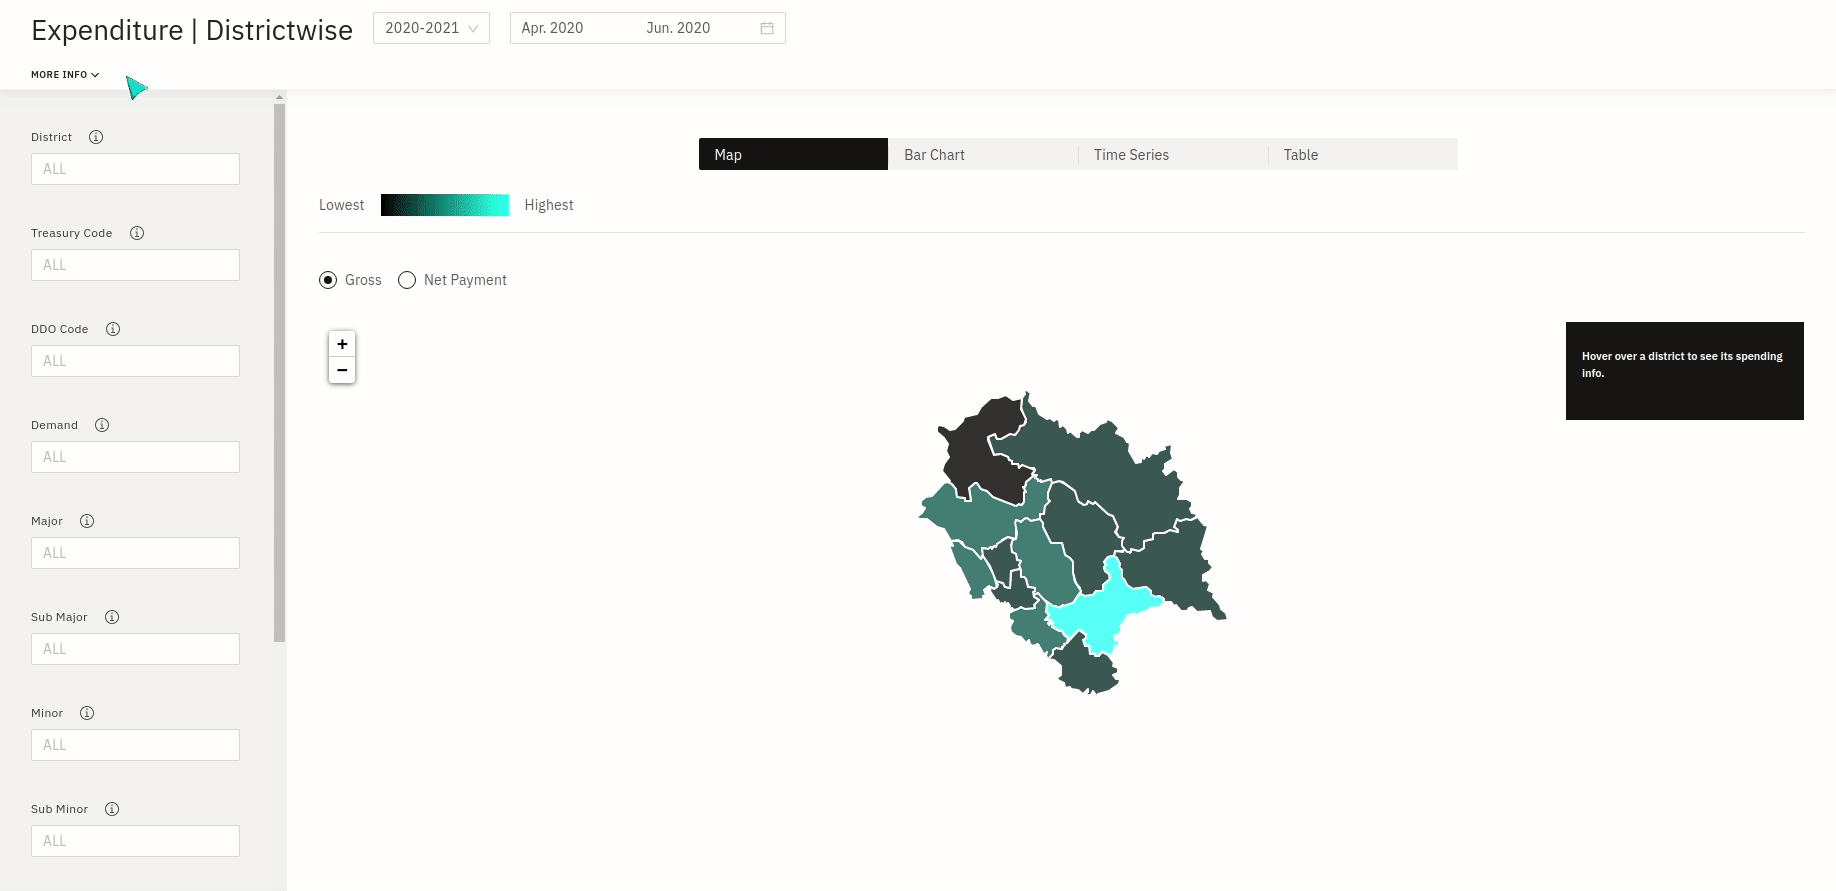 Expenditure | Districtwise
2020-2021
Apr. 2020
Jun. 2020
MORE INFO
District
ALL
Treasury Code
ALL
DDO Code
ALL
Demand
ALL
Major
ALL
Sub Major
ALL
Minor
ALL
Sub Minor
ALL
Map
Bar Chart
Time Series
Table
Lowest
Highest
Gross
Net Payment
+
−
Hover over a district to see its spending
info.